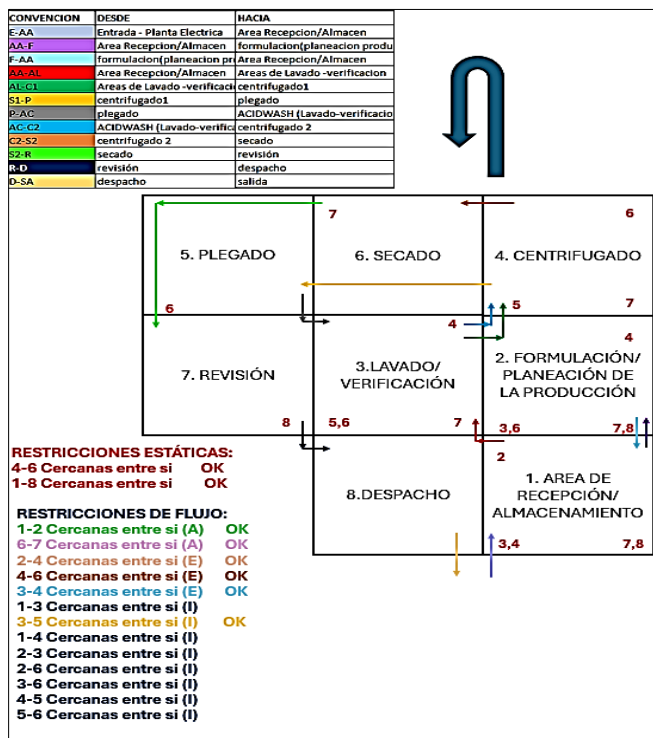 CONVENCION DESDE HACIA
E-AA Entrada - Planta Electrica Area Recepcion/Almacen
AA-F Area Recepcion/Almacen formulacion(planeacion produ
F-AA formulacion(planeacion pr Area Recepcion/Almacen
AA-AL Area Recepcion/Almacen Areas de Lavado -verificacion
AL-C1 Areas de Lavado -verificaci centrifugado1
S1-P centrifugado1 plegado
P-AC plegado ACIDWASH (Lavado-verificacio
AC-C2 ACIDWASH (Lavado-verifica centrifugado 2
C2-S2 centrifugado 2 secado
S2-R secado revisión
R-D revisión despacho
D-SA despacho salida
7
6
5. PLEGADO
6. SECADO
4. CENTRIFUGADO
6
5
7
4
4
7. REVISIÓN
3.LAVADO/
VERIFICACIÓN
2. FORMULACIÓN/
PLANEACIÓN DE
LA PRODUCCIÓN
8
5,6
7
3,6
7,8
2
8.DESPACHO
1. AREA DE
RECEPCIÓN/
ALMACENAMIENTO
3,4
7,8
RESTRICCIONES ESTÁTICAS:
4-6 Cercanas entre si OK
1-8 Cercanas entre si OK
RESTRICCIONES DE FLUJO:
1-2 Cercanas entre si (A) OK
6-7 Cercanas entre si (A) OK
2-4 Cercanas entre si (E) OK
4-6 Cercanas entre si (E) OK
3-4 Cercanas entre si (E) OK
1-3 Cercanas entre si (I)
3-5 Cercanas entre si (I) OK
1-4 Cercanas entre si (I)
2-3 Cercanas entre si (I)
2-6 Cercanas entre si (I)
3-6 Cercanas entre si (I)
4-5 Cercanas entre si (I)
5-6 Cercanas entre si (I)